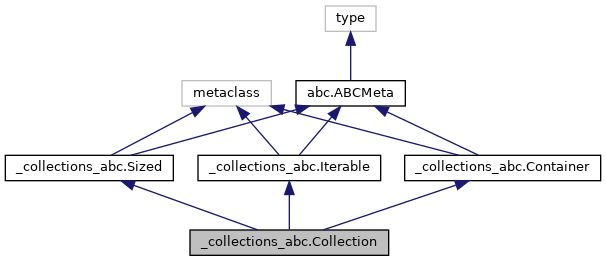 type
metaclass
abc.ABCMeta
_collections_abc.Sized
_collections_abc.Iterable
_collections_abc.Container
_collections_abc.Collection